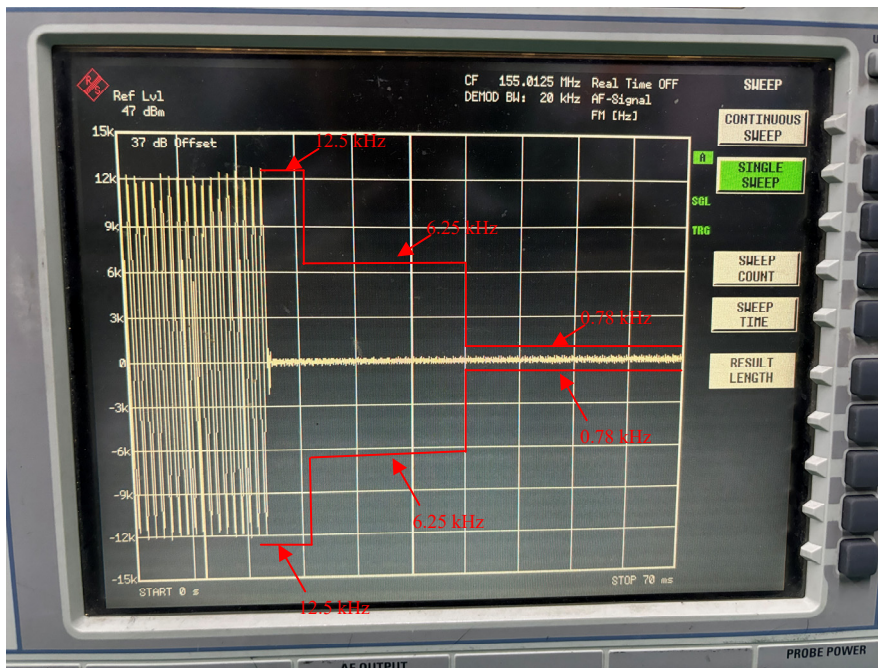 R S
Ref Lvl
47 dBm
CF 155.0125 MHz Real Time OFF
DEMOD BW: 20 kHz AF-Signal
FM [Hz]
SWEEP
15k
37 dB Offset
12.5 kHz
A
CONTINUOUS
SWEEP
12k
SINGLE
SWEEP
SGL
9k
6.25 kHz
TRG
6k
SWEEP
COUNT
3k
0.78 kHz
SWEEP
TIME
0
RESULT
LENGTH
-3k
0.78 kHz
-6k
-9k
6.25 kHz
-12k
-15k
START 0 s
STOP 70 ms
12.5 kHz
AF OUTPUT
PROBE POWER